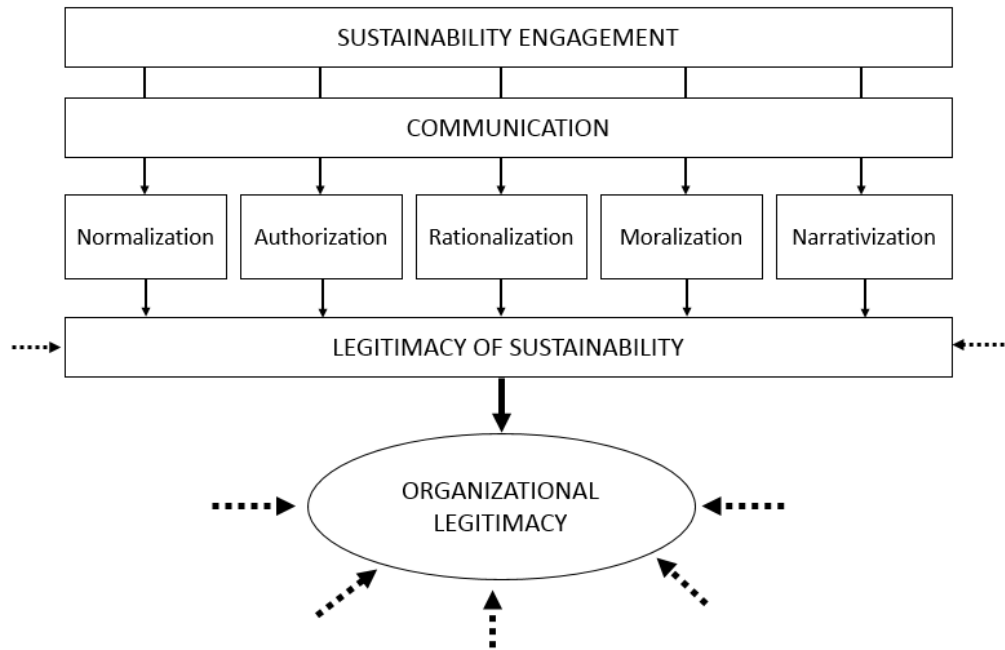 SUSTAINABILITY ENGAGEMENT
COMMUNICATION
Normalization
Authorization
Rationalization
Moralization
Narrativization
LEGITIMACY OF SUSTAINABILITY
ORGANIZATIONAL
LEGITIMACY